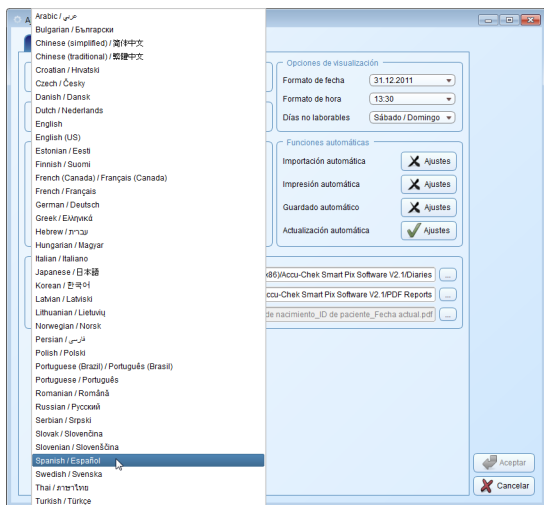 A
Arabic / عربي
Bulgarian / Български
Chinese (simplified) / 简体中文
Chinese (traditional) / 繁體中文
Croatian / Hrvatski
Czech / Česky
Danish / Dansk
Dutch / Nederlands
English
English (US)
Estonian / Eesti
Finnish / Suomi
French (Canada) / Français (Canada)
French / Français
German / Deutsch
Greek / Ελληνικά
Hebrew / עברית
Hungarian / Magyar
Italian / Italiano
Japanese / 日本語
Korean / 한국어
Latvian / Latviski
Lithuanian / Lietuvių
Norwegian / Norsk
Persian / فارسی
Polish / Polski
Portuguese (Brazil) / Português (Brasil)
Portuguese / Português
Romanian / Română
Russian / Русский
Serbian / Srpski
Slovak / Slovenčina
Slovenian / Slovenščina
Spanish / Español
Swedish / Svenska
Thai / ภาษาไทย
Turkish / Türkçe
Opciones de visualización
Formato de fecha 31.12.2011
Formato de hora 13:30
Días no laborables Sábado / Domingo
Funciones automáticas
Importación automática Ajustes
Impresión automática Ajustes
Guardado automático Ajustes
Actualización automática Ajustes
x86)/Accu-Chek Smart Pix Software V2.1/Diaries ...
ccu-Chek Smart Pix Software V2.1/PDF Reports ...
de nacimiento_ID de paciente_Fecha actual.pdf ...
Aceptar
Cancelar